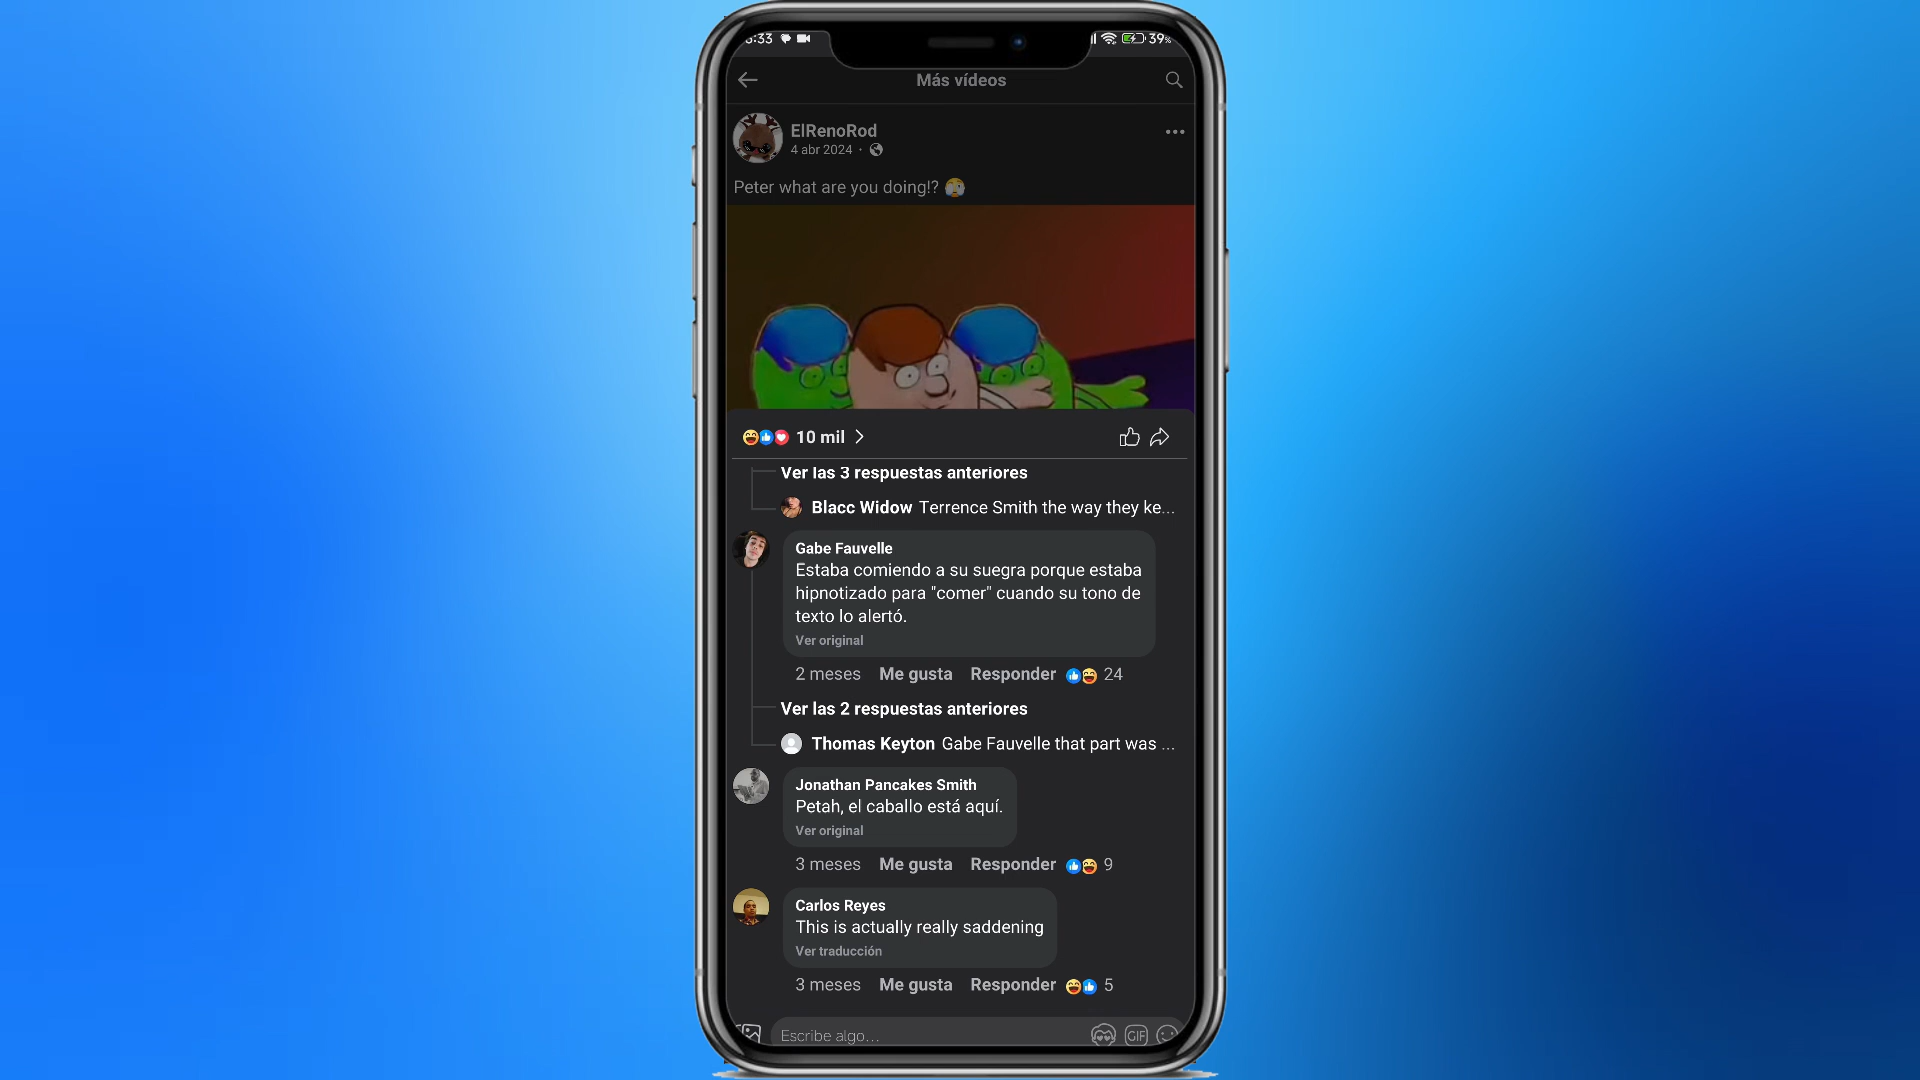 :33 39%
Más vídeos
ElRenoRod
4 abr 2024 ·
Peter what are you doing!?
10 mil
Ver las 3 respuestas anteriores
Blacc Widow Terrence Smith the way they ke...
Gabe Fauvelle
Estaba comiendo a su suegra porque estaba
hipnotizado para "comer" cuando su tono de
texto lo alertó.
Ver original
2 meses Me gusta Responder 24
Ver las 2 respuestas anteriores
Thomas Keyton Gabe Fauvelle that part was ...
Jonathan Pancakes Smith
Petah, el caballo está aquí.
Ver original
3 meses Me gusta Responder 9
Carlos Reyes
This is actually really saddening
Ver traducción
3 meses Me gusta Responder 5
Escribe algo... GIF